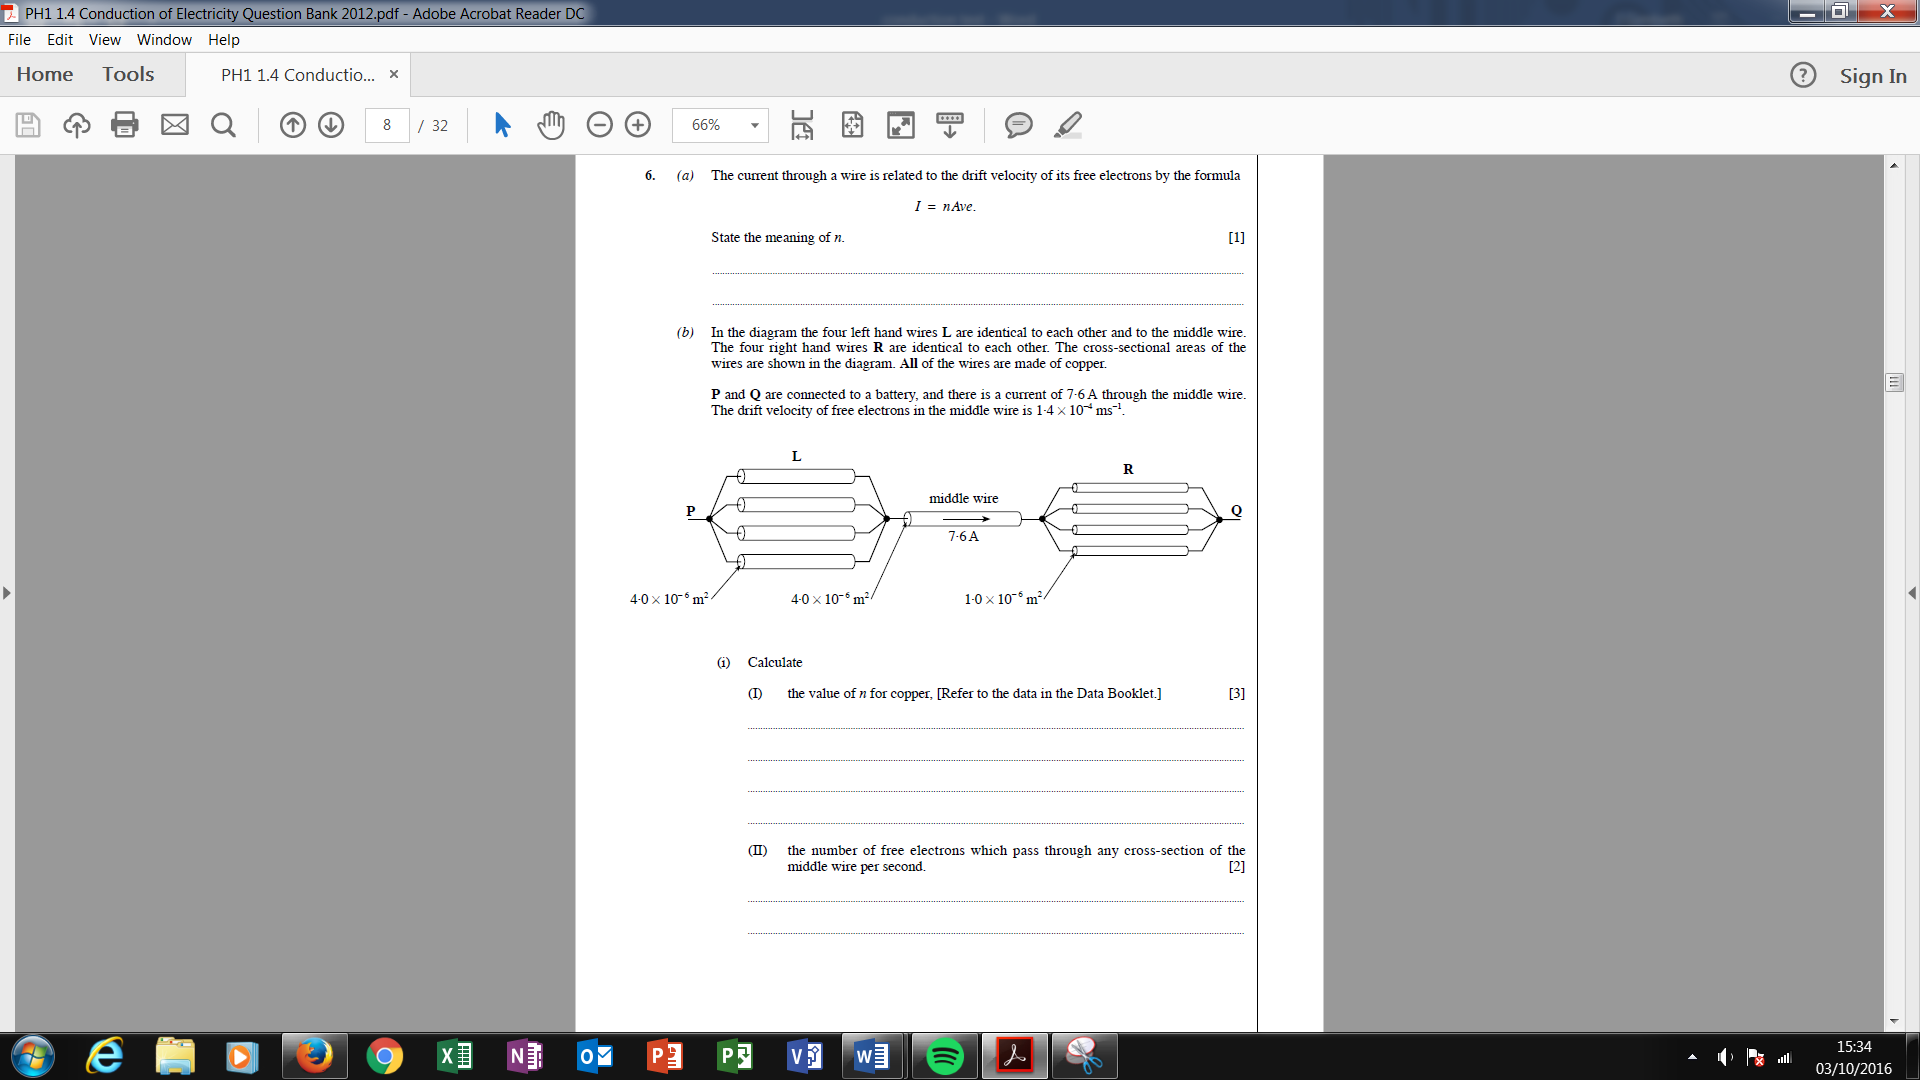 PH1 1.4 Conduction of Electricity Question Bank 2012.pdf - Adobe Acrobat Reader DC
File Edit View Window Help
Home Tools PH1 1.4 Conductio... × ? Sign In
8 / 32 66%
6. (a) The current through a wire is related to the drift velocity of its free electrons by the formula
I = nAve.
State the meaning of n. [1]
(b) In the diagram the four left hand wires L are identical to each other and to the middle wire.
The four right hand wires R are identical to each other. The cross-sectional areas of the
wires are shown in the diagram. All of the wires are made of copper.
P and Q are connected to a battery, and there is a current of 7·6 A through the middle wire.
The drift velocity of free electrons in the middle wire is 1·4 × 10⁻⁴ ms⁻¹.
L
R
middle wire
P
Q
7·6 A
4·0 × 10⁻⁶ m² 4·0 × 10⁻⁶ m² 1·0 × 10⁻⁶ m²
(i) Calculate
(I) the value of n for copper, [Refer to the data in the Data Booklet.] [3]
(II) the number of free electrons which pass through any cross-section of the
middle wire per second. [2]
15:34
03/10/2016